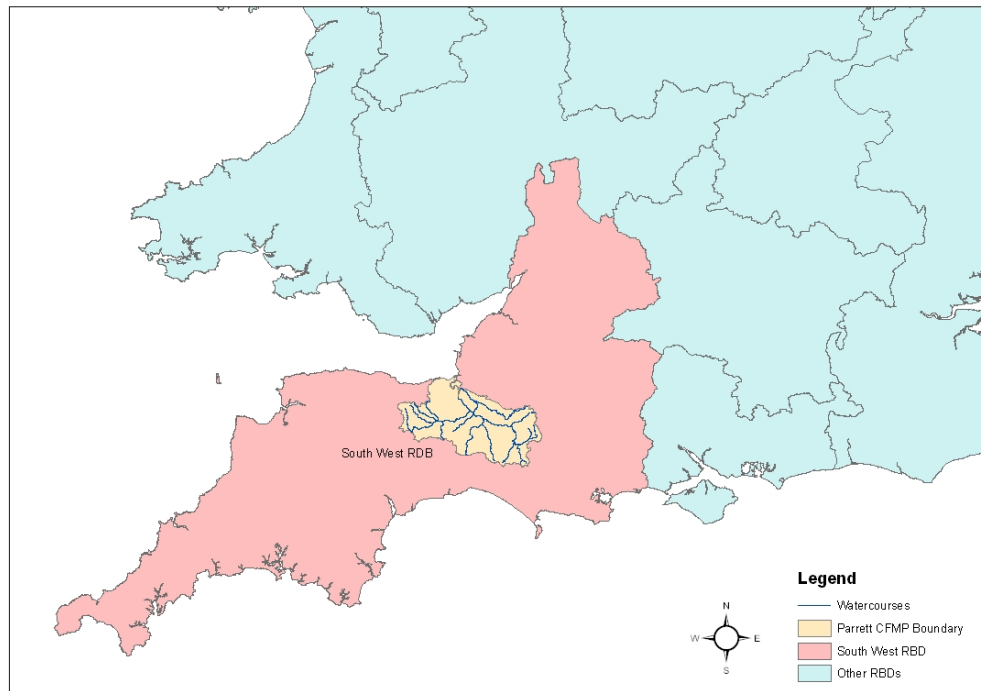 South West RDB
Legend
Watercourses
Parrett CFMP Boundary
South West RBD
Other RBDs
N
W
E
S